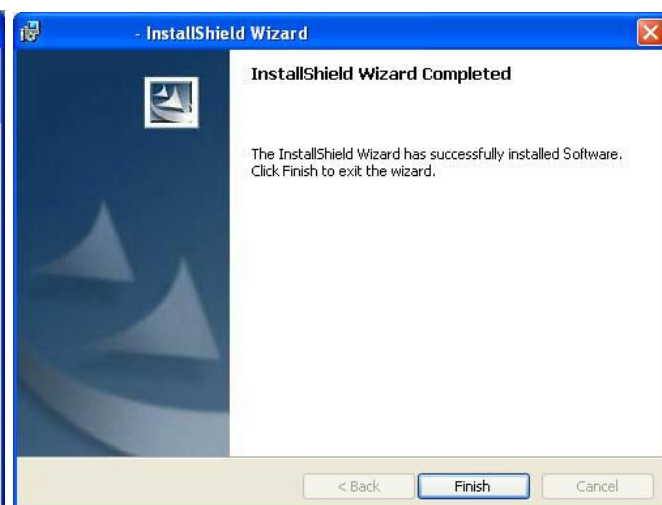 - InstallShield Wizard
InstallShield Wizard Completed
The InstallShield Wizard has successfully installed Software.
Click Finish to exit the wizard.
< Back
Finish
Cancel